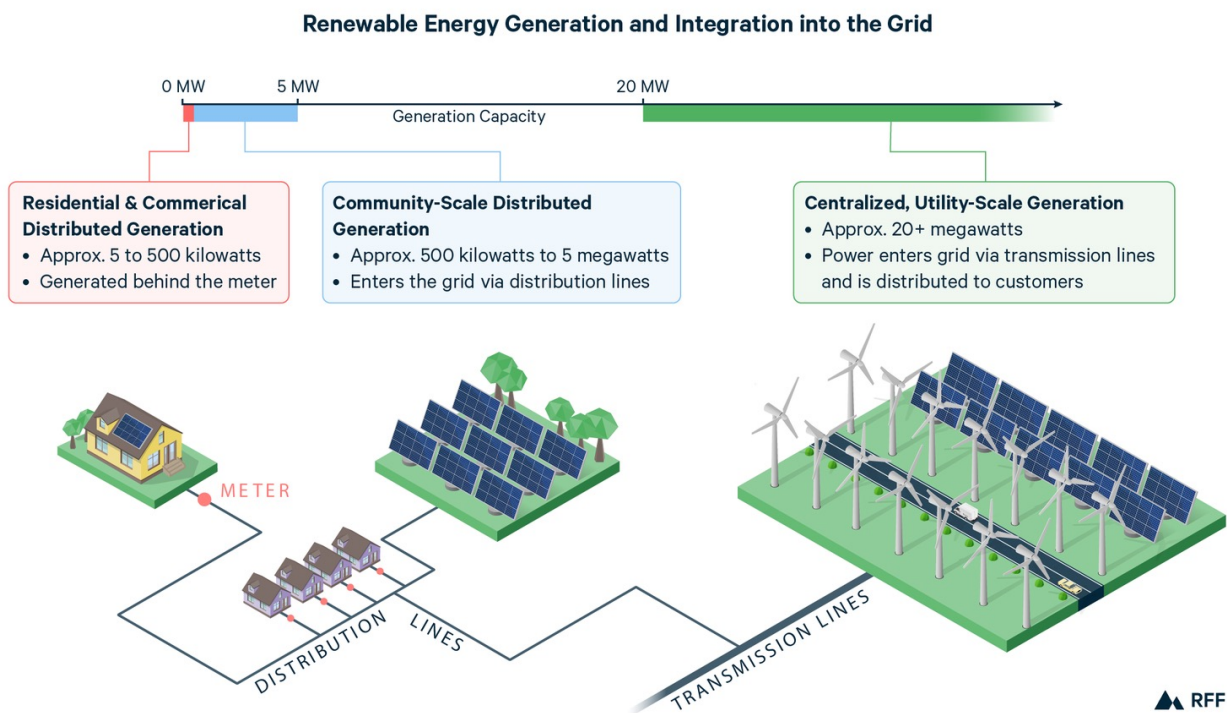 Renewable Energy Generation and Integration into the Grid
0 MW
5 MW
20 MW
Generation Capacity
Residential & Commerical
Distributed Generation
• Approx. 5 to 500 kilowatts
• Generated behind the meter
Community-Scale Distributed
Generation
• Approx. 500 kilowatts to 5 megawatts
• Enters the grid via distribution lines
Centralized, Utility-Scale Generation
• Approx. 20+ megawatts
• Power enters grid via transmission lines
and is distributed to customers
METER
DISTRIBUTION LINES
TRANSMISSION LINES
RFF